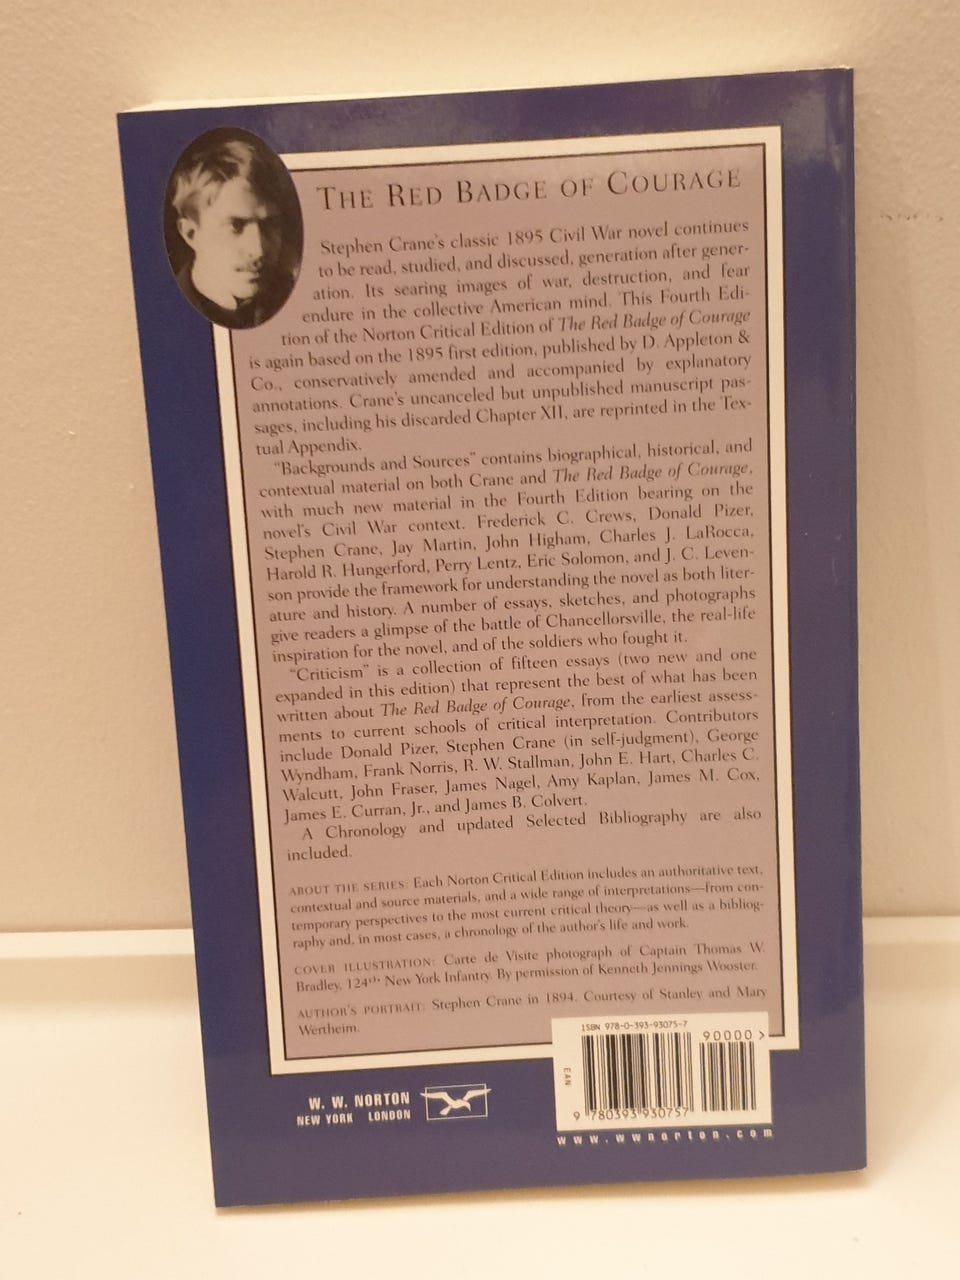 THE RED BADGE OF COURAGE
Stephen Crane's classic 1895 Civil War novel continues
to be read, studied, and discussed, generation after gener-
ation. Its searing images of war, destruction, and fear
endure in the collective American mind. This Fourth Edi-
tion of the Norton Critical Edition of The Red Badge of Courage
is again based on the 1895 first edition, published by D. Appleton &
Co., conservatively amended and accompanied by explanatory
annotations. Crane's uncanceled but unpublished manuscript pas-
sages, including his discarded Chapter XII, are reprinted in the Tex-
tual Appendix.
"Backgrounds and Sources" contains biographical, historical, and
contextual material on both Crane and The Red Badge of Courage,
with much new material in the Fourth Edition bearing on the
novel's Civil War context. Frederick C. Crews, Donald Pizer,
Stephen Crane, Jay Martin, John Higham, Charles J. LaRocca,
Harold R. Hungerford, Perry Lentz, Eric Solomon, and J. C. Leven-
son provide the framework for understanding the novel as both liter-
ature and history. A number of essays, sketches, and photographs
give readers a glimpse of the battle of Chancellorsville, the real-life
inspiration for the novel, and of the soldiers who fought it.
"Criticism" is a collection of fifteen essays (two new and one
expanded in this edition) that represent the best of what has been
written about The Red Badge of Courage, from the earliest assess-
ments to current schools of critical interpretation. Contributors
include Donald Pizer, Stephen Crane (in self-judgment), George
Wyndham, Frank Norris, R. W. Stallman, John E. Hart, Charles C.
Walcutt, John Fraser, James Nagel, Amy Kaplan, James M. Cox,
James E. Curran, Jr., and James B. Colvert.
A Chronology and updated Selected Bibliography are also
included.
ABOUT THE SERIES: Each Norton Critical Edition includes an authoritative text,
contextual and source materials, and a wide range of interpretations—from con-
temporary perspectives to the most current critical theory—as well as a bibliog-
raphy and, in most cases, a chronology of the author's life and work.
COVER ILLUSTRATION: Carte de Visite photograph of Captain Thomas W.
Bradley, 124th New York Infantry. By permission of Kenneth Jennings Wooster.
AUTHOR'S PORTRAIT: Stephen Crane in 1894. Courtesy of Stanley and Mary
Wertheim.
ISBN 978-0-393-93075-7
90000 >
EAN
9 780393 930757
W. W. NORTON
NEW YORK LONDON
www.wwnorton.com